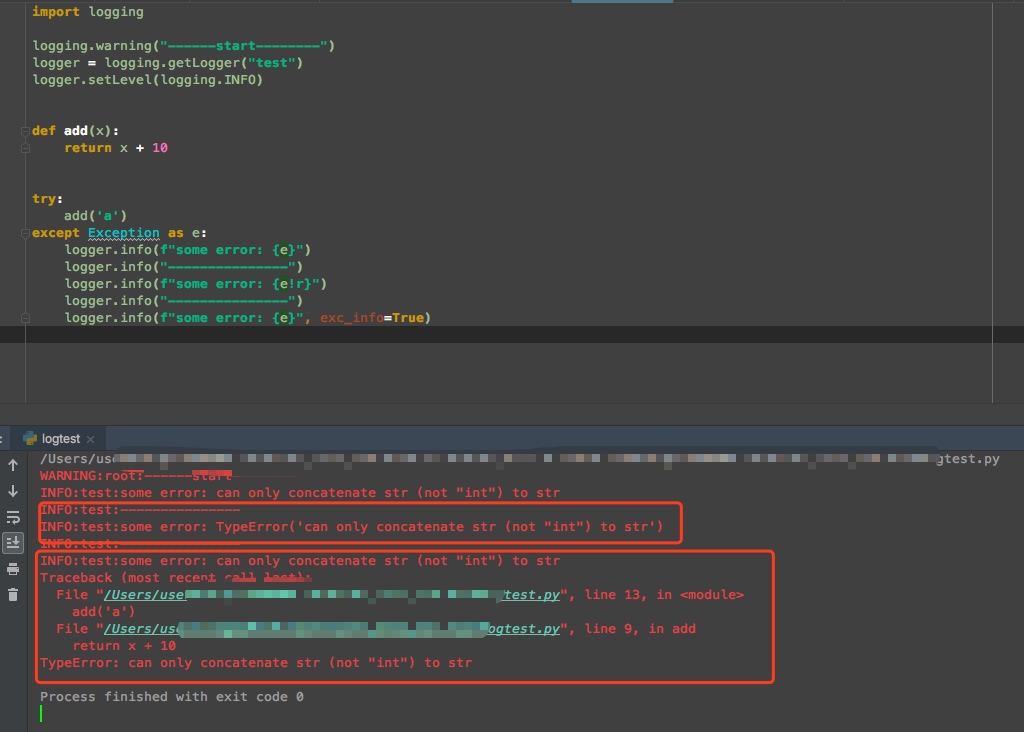 import logging
logging.warning("------start--------")
logger = logging.getLogger("test")
logger.setLevel(logging.INFO)
def add(x):
return x + 10
try:
add('a')
except Exception as e:
logger.info(f"some error: {e}")
logger.info("---------------")
logger.info(f"some error: {e!r}")
logger.info("---------------")
logger.info(f"some error: {e}", exc_info=True)
logtest
/Users/use gtest.py
WARNING:root:------start
INFO:test:some error: can only concatenate str (not "int") to str
INFO:test:---------------
INFO:test:some error: TypeError('can only concatenate str (not "int") to str')
INFO:test:
INFO:test:some error: can only concatenate str (not "int") to str
Traceback (most recent call last):
File "/Users/use test.py", line 13, in <module>
add('a')
File "/Users/use ogtest.py", line 9, in add
return x + 10
TypeError: can only concatenate str (not "int") to str
Process finished with exit code 0